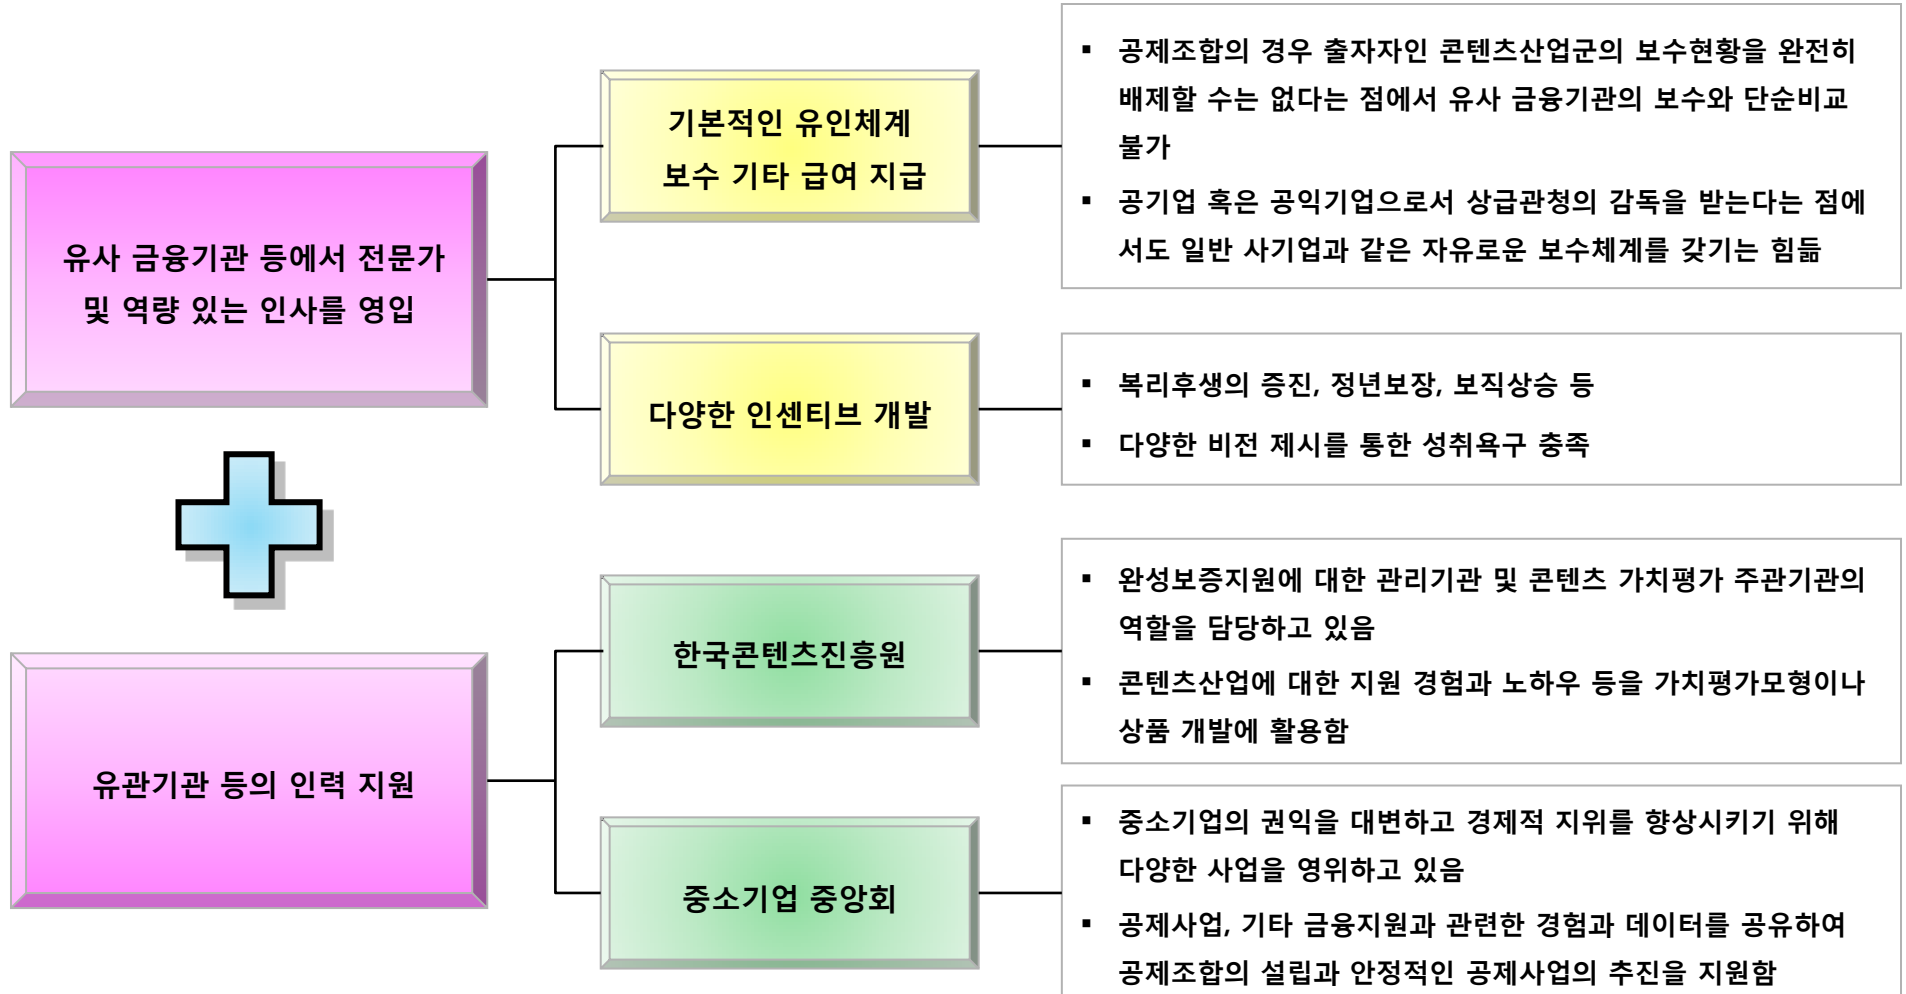 유사 금융기관 등에서 전문가
및 역량 있는 인사를 영입
기본적인 유인체계
보수 기타 급여 지급
▪ 공제조합의 경우 출자자인 콘텐츠산업군의 보수현황을 완전히
배제할 수는 없다는 점에서 유사 금융기관의 보수와 단순비교
불가
▪ 공기업 혹은 공익기업으로서 상급관청의 감독을 받는다는 점에
서도 일반 사기업과 같은 자유로운 보수체계를 갖기는 힘듦
다양한 인센티브 개발
▪ 복리후생의 증진, 정년보장, 보직상승 등
▪ 다양한 비전 제시를 통한 성취욕구 충족
유관기관 등의 인력 지원
한국콘텐츠진흥원
▪ 완성보증지원에 대한 관리기관 및 콘텐츠 가치평가 주관기관의
역할을 담당하고 있음
▪ 콘텐츠산업에 대한 지원 경험과 노하우 등을 가치평가모형이나
상품 개발에 활용함
중소기업 중앙회
▪ 중소기업의 권익을 대변하고 경제적 지위를 향상시키기 위해
다양한 사업을 영위하고 있음
▪ 공제사업, 기타 금융지원과 관련한 경험과 데이터를 공유하여
공제조합의 설립과 안정적인 공제사업의 추진을 지원함